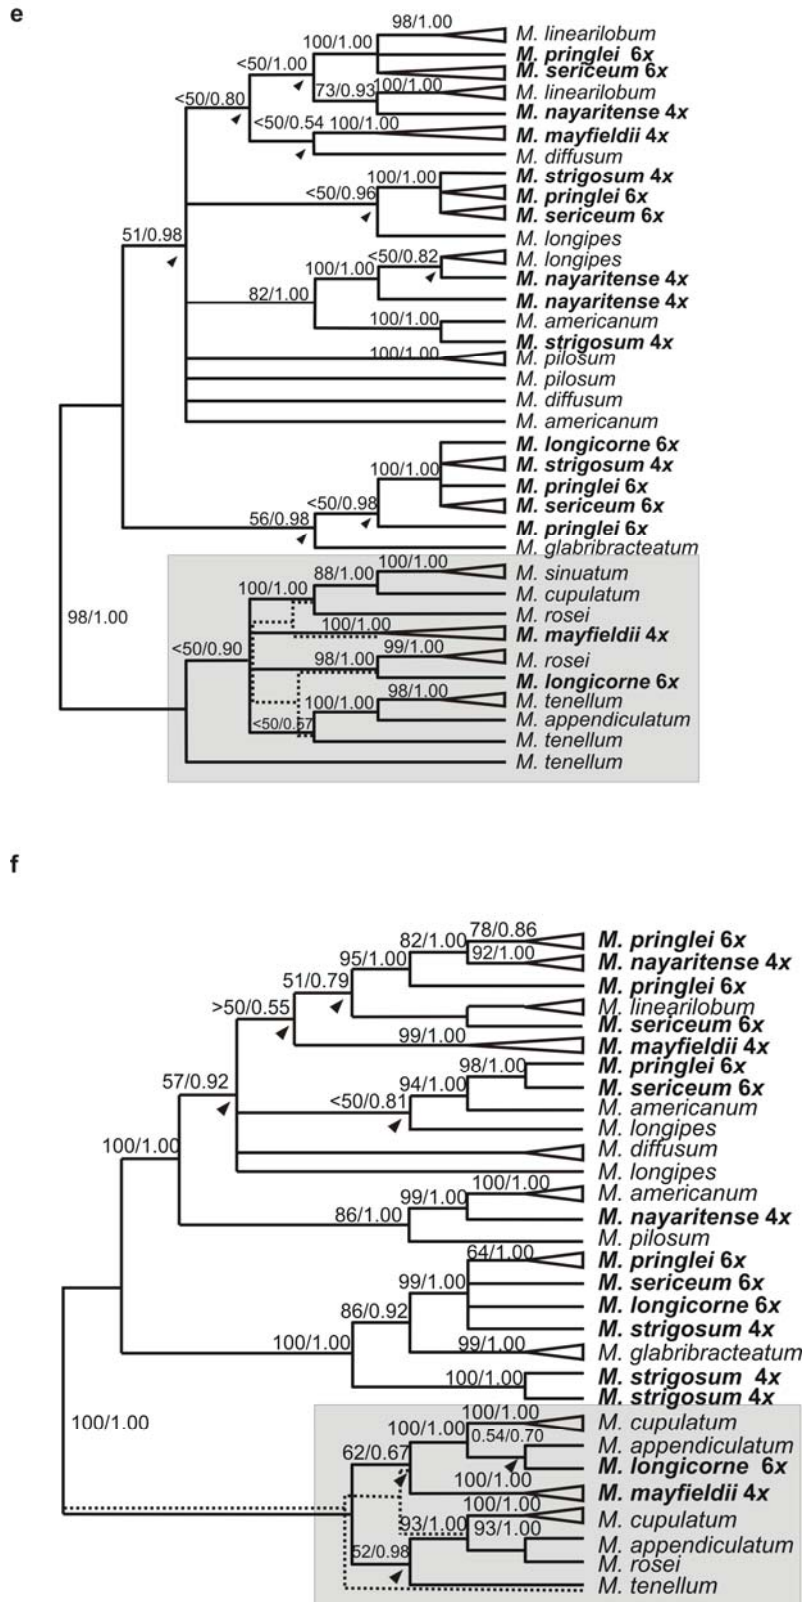 e
98/1.00
M. linearilobum
100/1.00
M. pringlei 6x
<50/1.00
M. sericeum 6x
73/0.93
100/1.00
M. linearilobum
<50/0.80
M. nayaritense 4x
<50/0.54
100/1.00
M. mayfieldii 4x
M. diffusum
100/1.00
M. strigosum 4x
<50/0.96
M. pringlei 6x
M. sericeum 6x
51/0.98
M. longipes
<50/0.82
M. longipes
100/1.00
M. nayaritense 4x
82/1.00
M. nayaritense 4x
100/1.00
M. americanum
M. strigosum 4x
100/1.00
M. pilosum
M. pilosum
M. diffusum
M. americanum
M. longicorne 6x
100/1.00
M. strigosum 4x
M. pringlei 6x
<50/0.98
M. sericeum 6x
56/0.98
M. pringlei 6x
M. glabribracteatum
100/1.00
M. sinuatum
88/1.00
100/1.00
M. cupulatum
M. rosei
98/1.00
100/1.00
M. mayfieldii 4x
<50/0.90
99/1.00
M. rosei
98/1.00
M. longicorne 6x
98/1.00
M. tenellum
100/1.00
M. appendiculatum
<50/0.57
M. tenellum
M. tenellum
f
78/0.86
M. pringlei 6x
82/1.00
92/1.00
M. nayaritense 4x
95/1.00
M. pringlei 6x
51/0.79
M. linearilobum
>50/0.55
M. sericeum 6x
99/1.00
M. mayfieldii 4x
98/1.00
M. pringlei 6x
94/1.00
M. sericeum 6x
57/0.92
<50/0.81
M. americanum
M. longipes
100/1.00
M. diffusum
M. longipes
100/1.00
M. americanum
99/1.00
86/1.00
M. nayaritense 4x
M. pilosum
64/1.00
M. pringlei 6x
99/1.00
M. sericeum 6x
86/0.92
M. longicorne 6x
M. strigosum 4x
100/1.00
99/1.00
M. glabribracteatum
100/1.00
M. strigosum 4x
M. strigosum 4x
100/1.00
100/1.00
M. cupulatum
100/1.00
0.54/0.70
M. appendiculatum
62/0.67
M. longicorne 6x
100/1.00
M. mayfieldii 4x
100/1.00
M. cupulatum
93/1.00
93/1.00
M. appendiculatum
52/0.98
M. rosei
M. tenellum